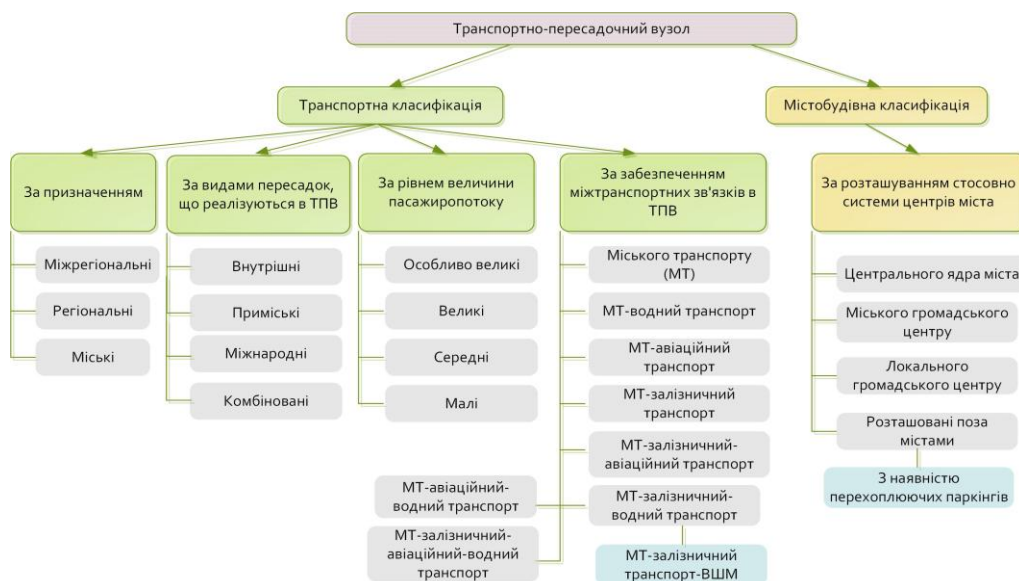 Транспортно-пересадочний вузол
Транспортна класифікація
Містобудівна класифікація
За призначенням
Міжрегіональні
Регіональні
Міські
За видами пересадок,
що реалізуються в ТПВ
Внутрішні
Приміські
Міжнародні
Комбіновані
За рівнем величини
пасажиропотоку
Особливо великі
Великі
Середні
Малі
За забезпеченням
міжтранспортних зв'язків в
ТПВ
Міського транспорту
(МТ)
МТ-водний транспорт
МТ-авіаційний
транспорт
МТ-залізничний
транспорт
МТ-залізничний-
авіаційний транспорт
МТ-авіаційний-
водний транспорт
МТ-залізничний-
водний транспорт
МТ-залізничний-
авіаційний-водний
транспорт
МТ-залізничний
транспорт-ВШМ
За розташуванням стосовно
системи центрів міста
Центрального ядра міста
Міського громадського
центру
Локального
громадського центру
Розташовані поза
містами
З наявністю
перехоплюючих паркінгів